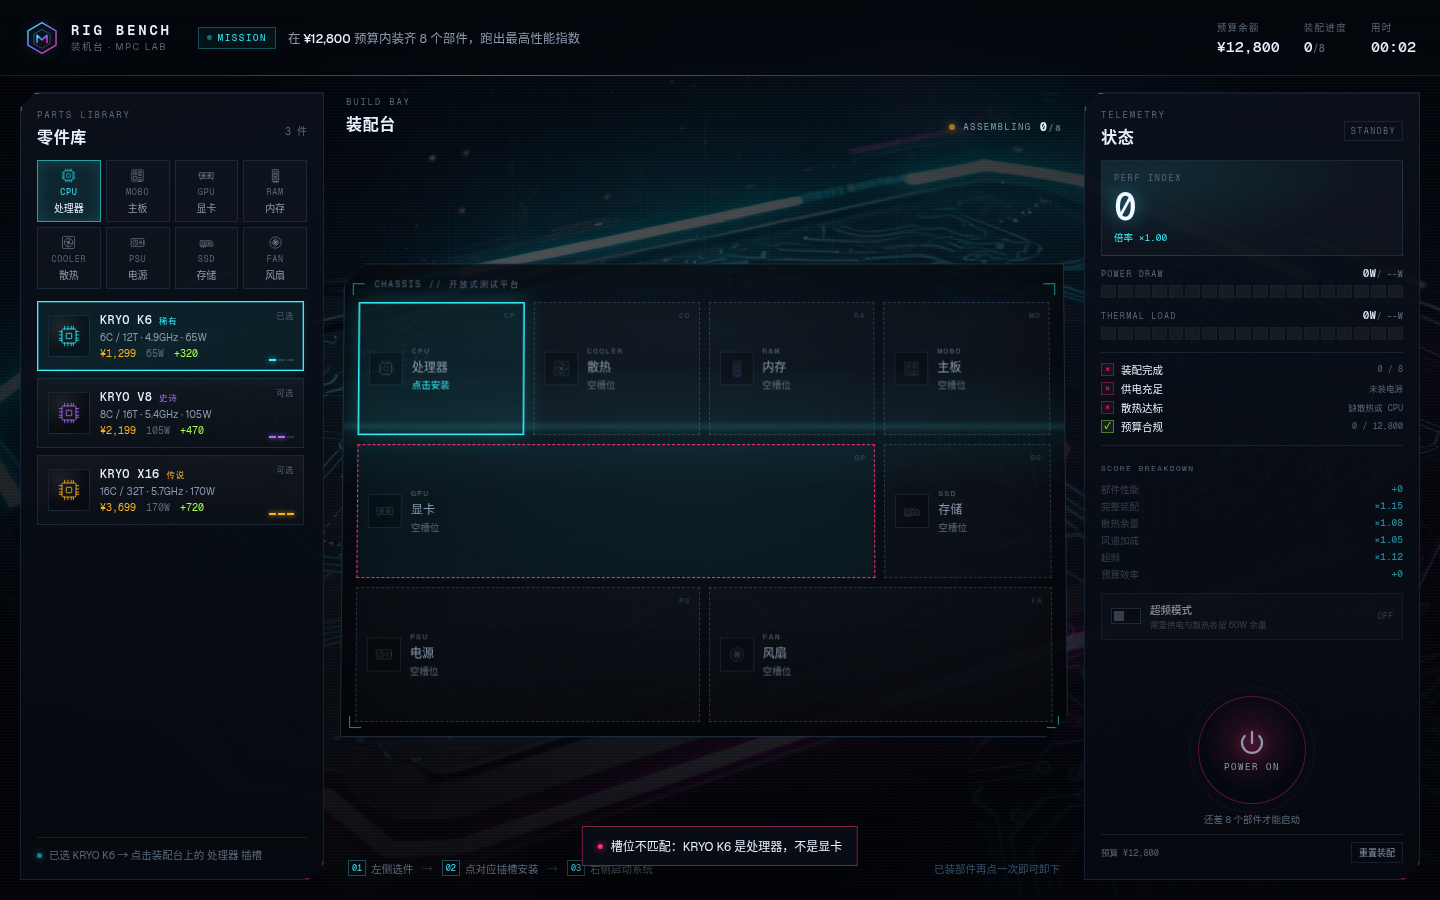 RIG BENCH
装机台 · MPC LAB
MISSION
在 ¥12,800 预算内装齐 8 个部件，跑出最高性能指数
预算余额
¥12,800
装配进度
0/8
用时
00:02
PARTS LIBRARY
零件库
3 件
CPU
处理器
MOBO
主板
GPU
显卡
RAM
内存
COOLER
散热
PSU
电源
SSD
存储
FAN
风扇
KRYO K6 稀有
已选
6C / 12T · 4.9GHz · 65W
¥1,299 65W +320
KRYO V8 史诗
可选
8C / 16T · 5.4GHz · 105W
¥2,199 105W +470
KRYO X16 传说
可选
16C / 32T · 5.7GHz · 170W
¥3,699 170W +720
已选 KRYO K6 → 点击装配台上的 处理器 插槽
BUILD BAY
装配台
ASSEMBLING 0/8
CHASSIS // 开放式测试平台
CP
CPU
处理器
点击安装
CO
COOLER
散热
空槽位
RA
RAM
内存
空槽位
MO
MOBO
主板
空槽位
GP
GPU
显卡
空槽位
SS
SSD
存储
空槽位
PS
PSU
电源
空槽位
FA
FAN
风扇
空槽位
槽位不匹配：KRYO K6 是处理器，不是显卡
01 左侧选件 → 02 点对应插槽安装 → 03 右侧启动系统
已装部件再点一次即可卸下
TELEMETRY
状态
STANDBY
PERF INDEX
0
倍率 ×1.00
POWER DRAW
0W/ --W
THERMAL LOAD
0W/ --W
装配完成
0 / 8
供电充足
未装电源
散热达标
缺散热或 CPU
预算合规
0 / 12,800
SCORE BREAKDOWN
部件性能
+0
完整装配
×1.15
散热余量
×1.08
风道加成
×1.05
超频
×1.12
预算效率
+0
超频模式
需要供电与散热各留 60W 余量
OFF
POWER ON
还差 8 个部件才能启动
预算 ¥12,800
重置装配